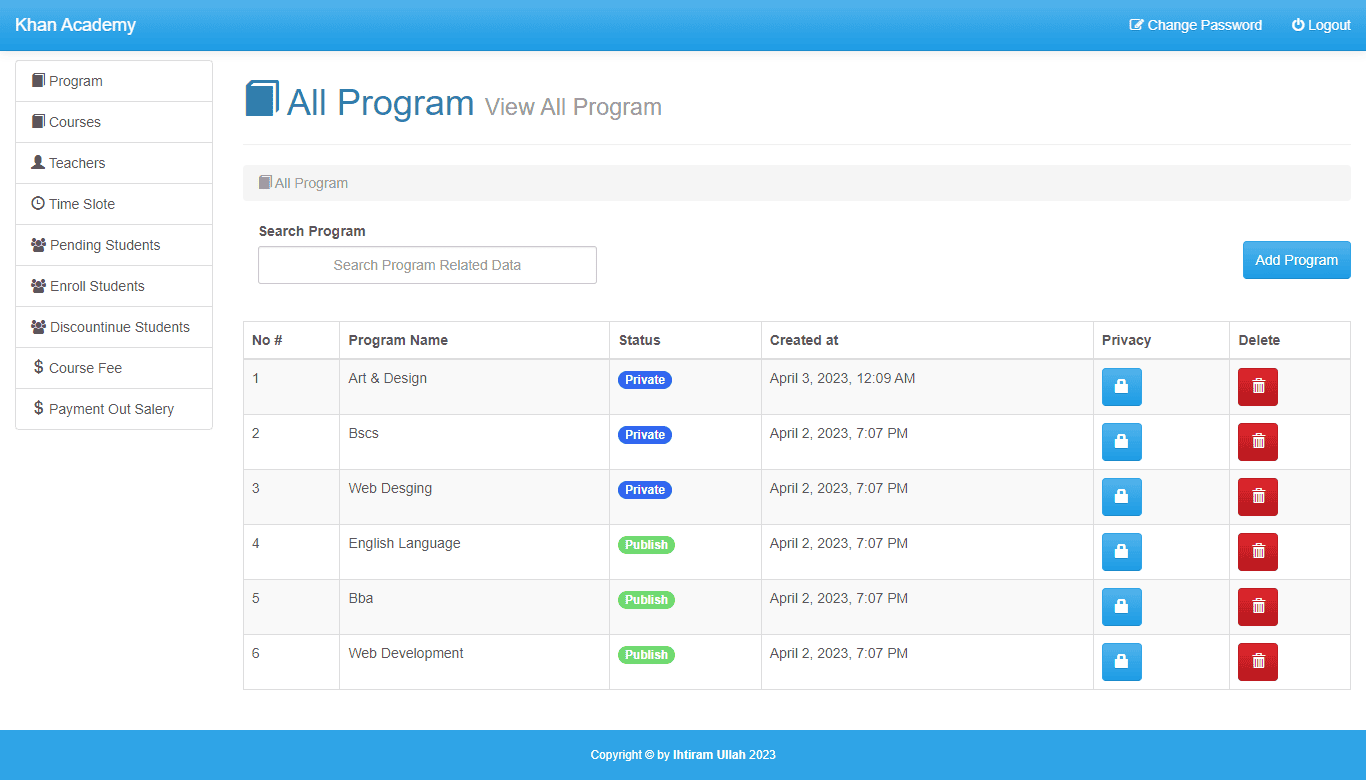 Khan Academy
Change Password Logout
Program
Courses
Teachers
Time Slote
Pending Students
Enroll Students
Discountinue Students
Course Fee
Payment Out Salery
All Program View All Program
All Program
Search Program
Search Program Related Data
Add Program
No # Program Name Status Created at Privacy Delete
1 Art & Design Private April 3, 2023, 12:09 AM
2 Bscs Private April 2, 2023, 7:07 PM
3 Web Desging Private April 2, 2023, 7:07 PM
4 English Language Publish April 2, 2023, 7:07 PM
5 Bba Publish April 2, 2023, 7:07 PM
6 Web Development Publish April 2, 2023, 7:07 PM
Copyright © by Ihtiram Ullah 2023